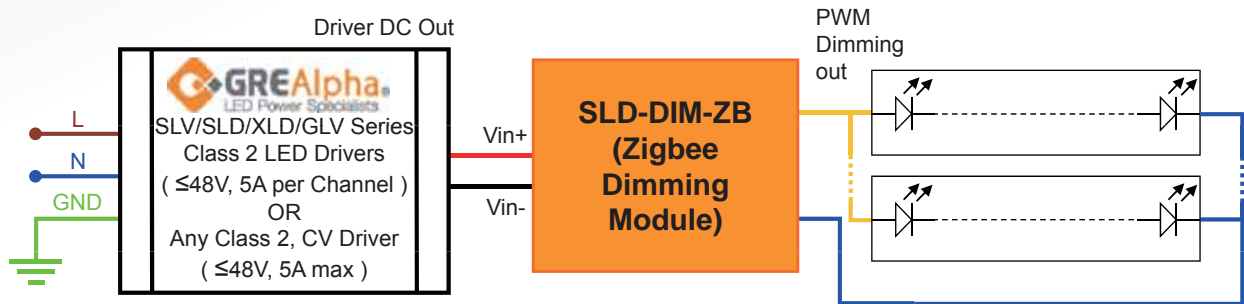 Driver DC Out
PWM
Dimming
out
GREAlpha®
LED Power Specialists
L
N
GND
SLV/SLD/XLD/GLV Series
Class 2 LED Drivers
( ≤48V, 5A per Channel )
OR
Any Class 2, CV Driver
( ≤48V, 5A max )
Vin+
Vin-
SLD-DIM-ZB
(Zigbee
Dimming
Module)